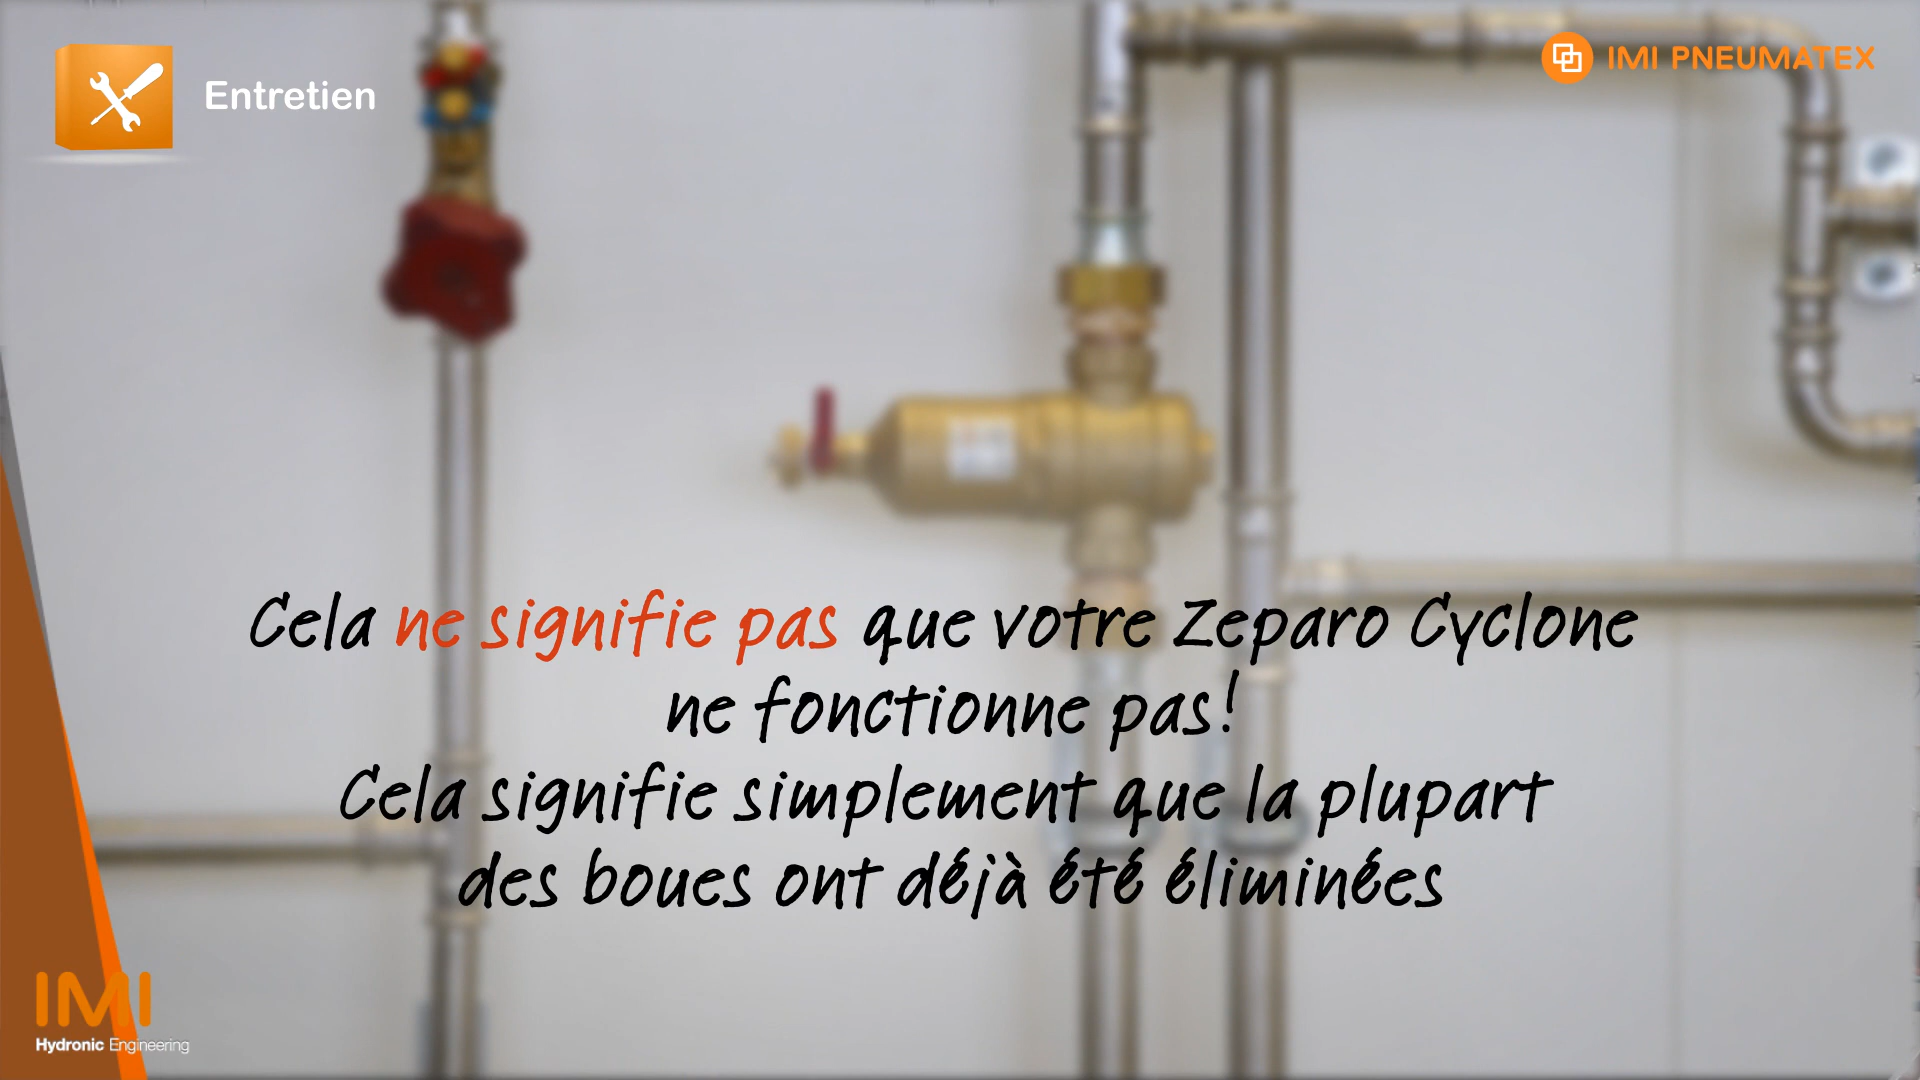 Entretien
IMI PNEUMATEX
Cela ne signifie pas que votre Zeparo Cyclone
ne fonctionne pas!
Cela signifie simplement que la plupart
des boues ont déjà été éliminées
IMI
Hydronic Engineering